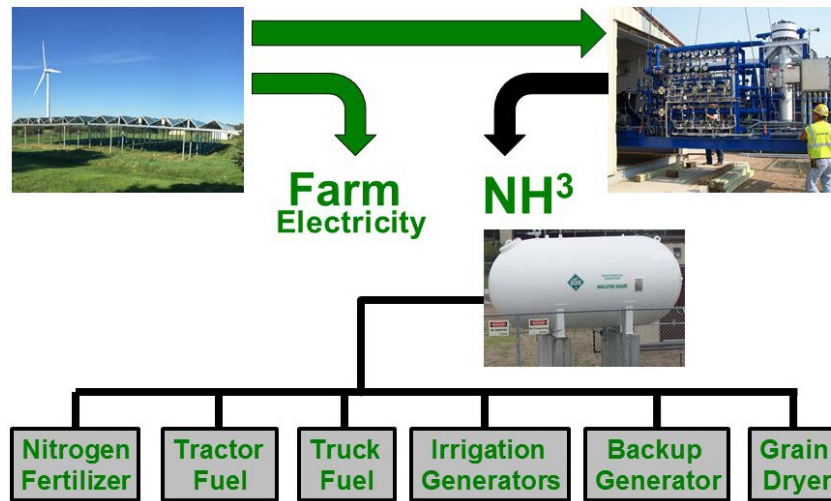 Farm
Electricity
NH³
Nitrogen
Fertilizer
Tractor
Fuel
Truck
Fuel
Irrigation
Generators
Backup
Generator
Grain
Dryer